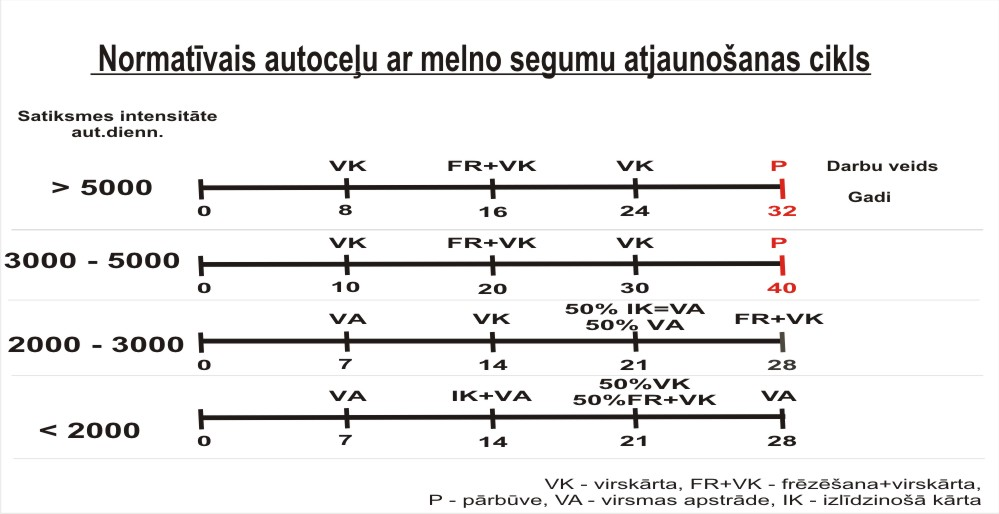 Normatīvais autoceļu ar melno segumu atjaunošanas cikls
Satiksmes intensitāte
aut.dienn.
VK FR+VK VK P Darbu veids
> 5000
0 8 16 24 32 Gadi
VK FR+VK VK P
3000 - 5000
0 10 20 30 40
VA VK 50% IK=VA FR+VK
50% VA
2000 - 3000
0 7 14 21 28
VA IK+VA 50%VK VA
50%FR+VK
< 2000
0 7 14 21 28
VK - virskārta, FR+VK - frēzēšana+virskārta,
P - pārbūve, VA - virsmas apstrāde, IK - izlīdzinošā kārta